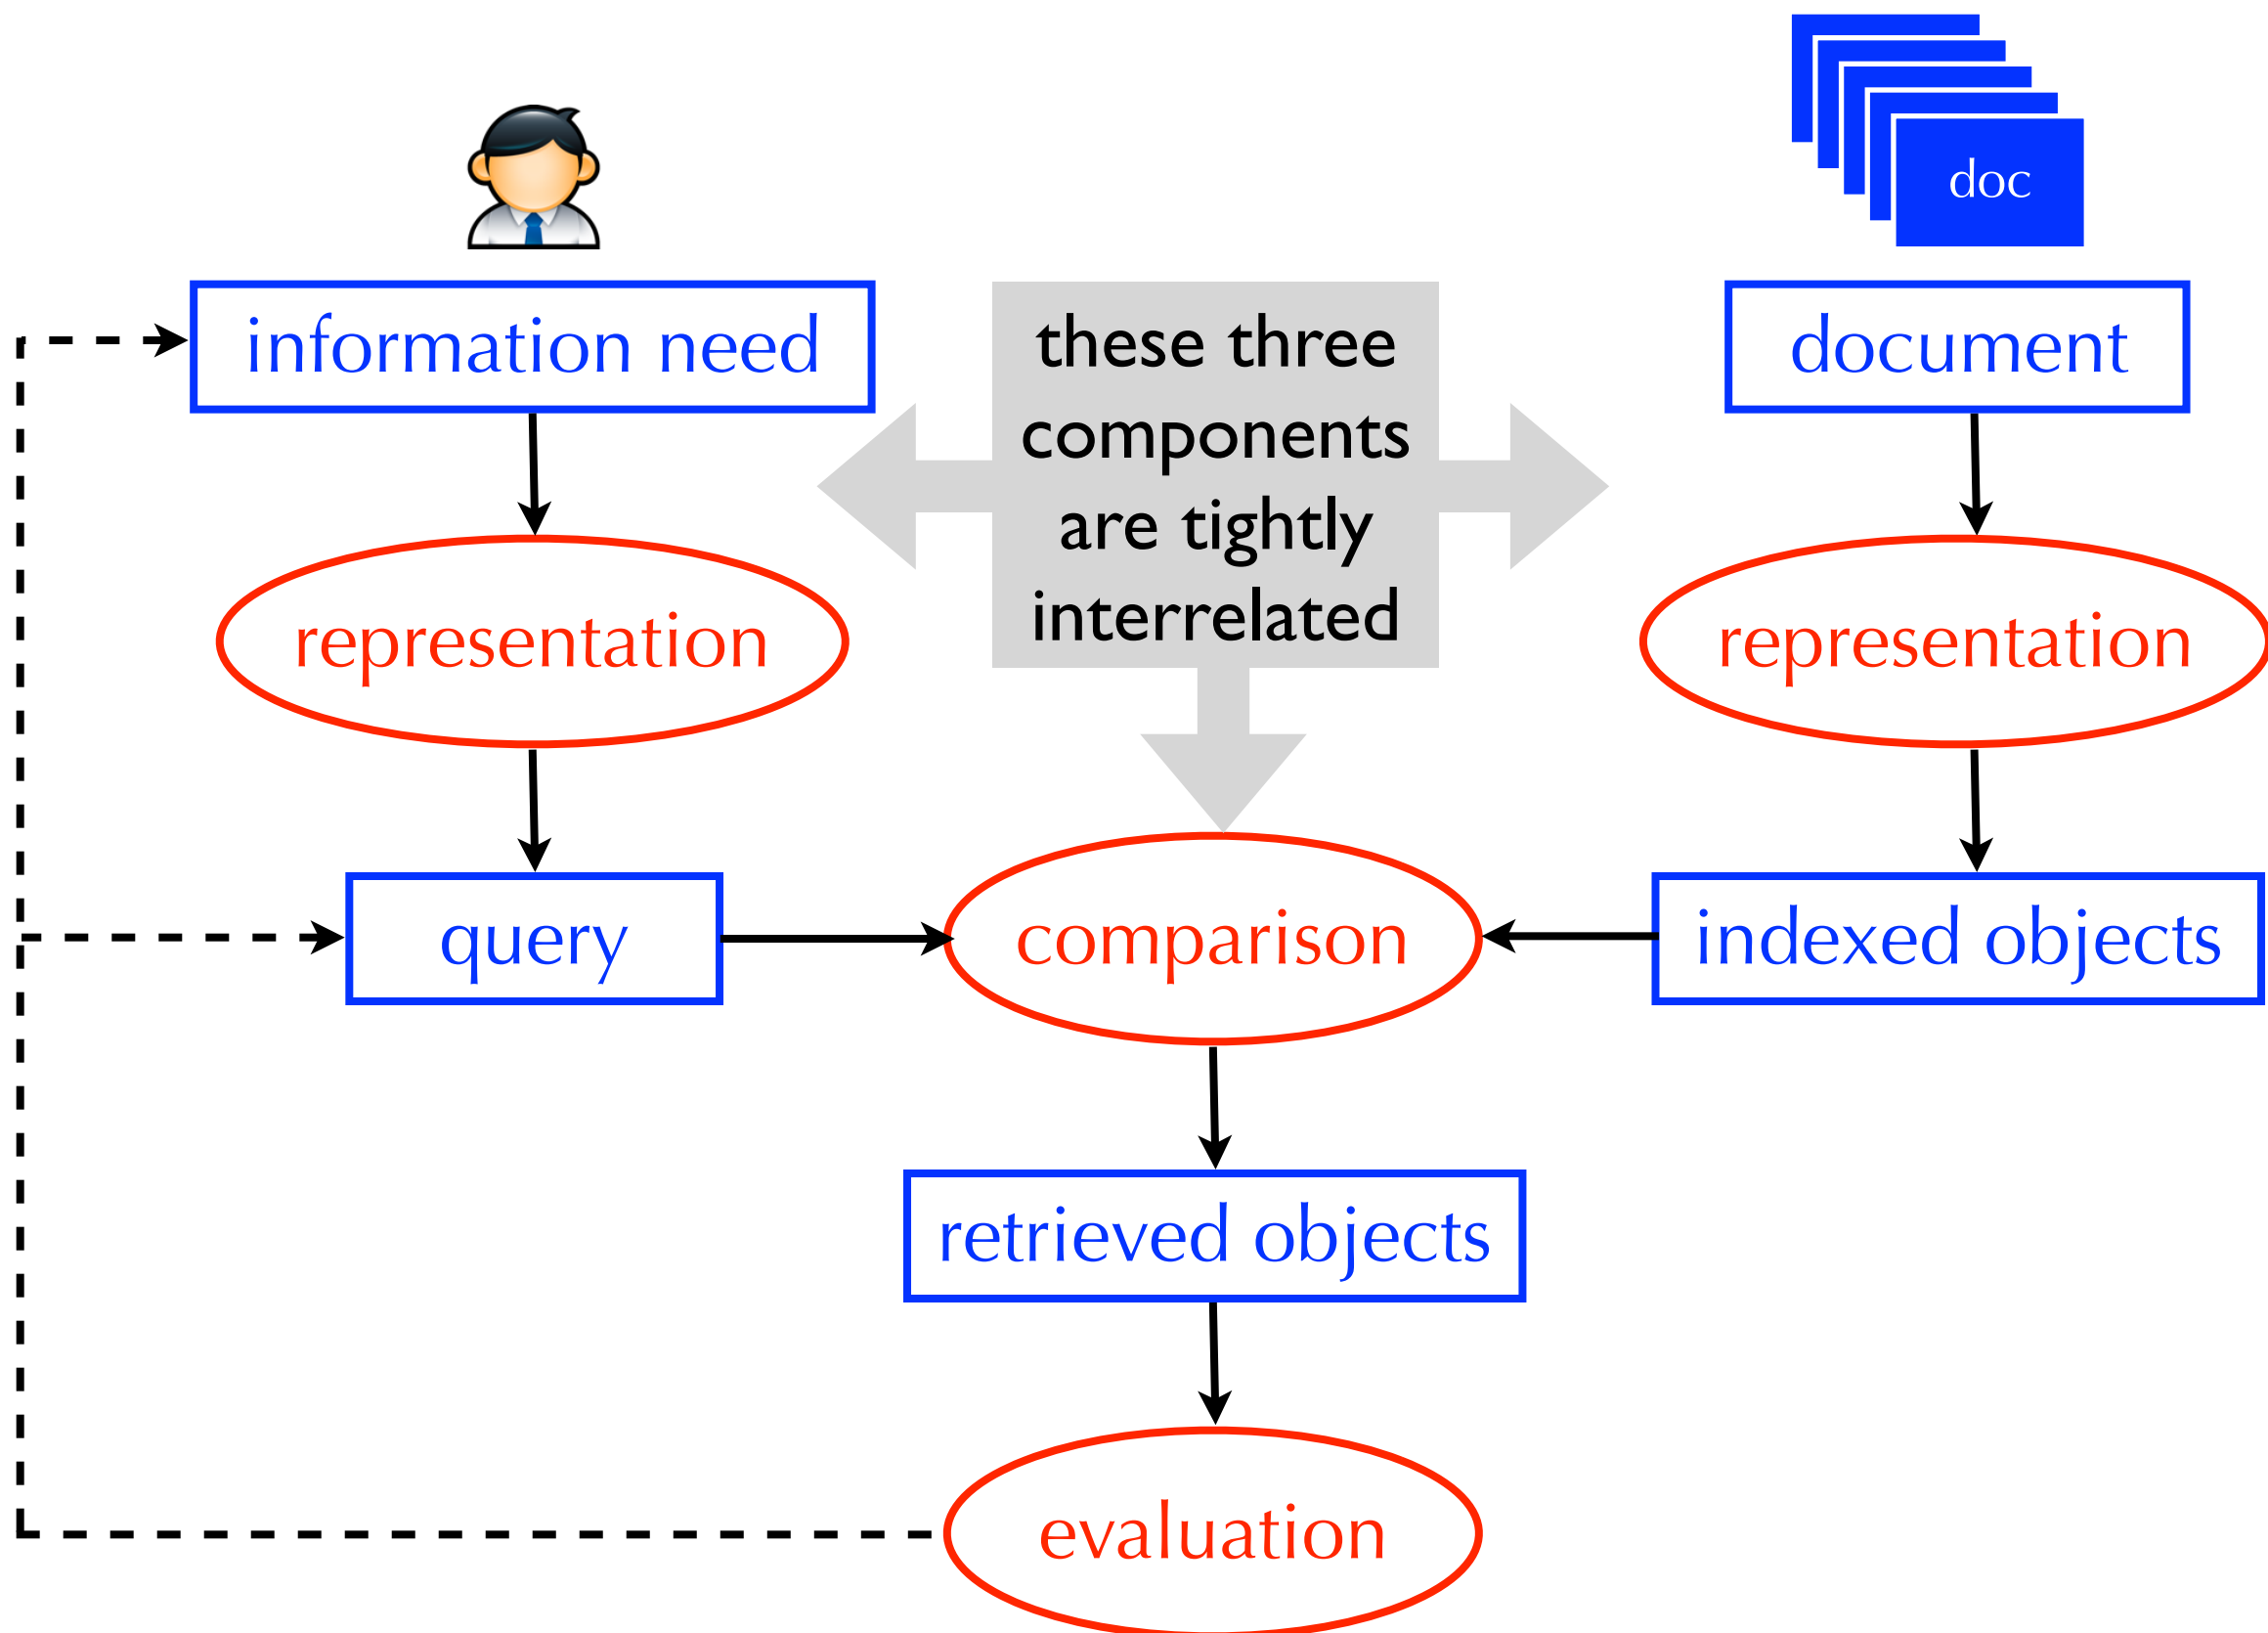 doc
information need
these three
components
are tightly
interrelated
document
representation
representation
query
comparison
indexed objects
retrieved objects
evaluation